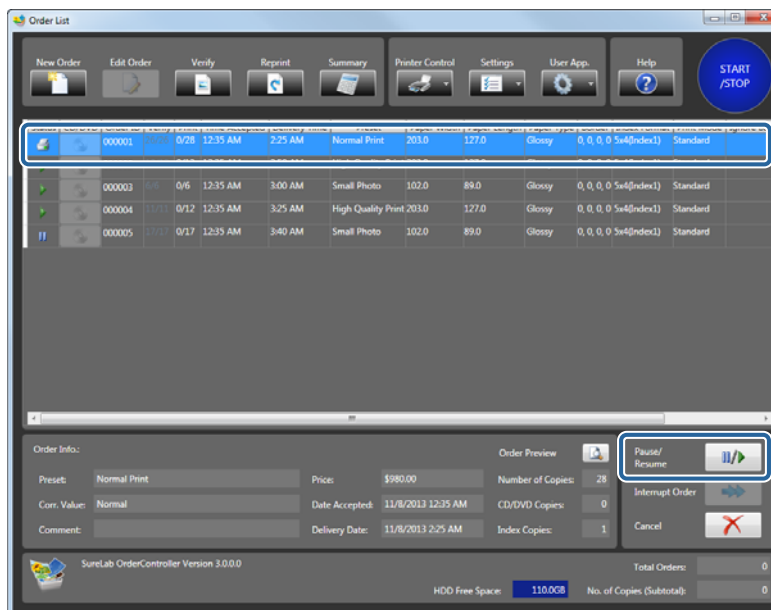 Order List
New Order Edit Order Verify Reprint Summary Printer Control Settings User App. Help START
/STOP
000001 0/28 12:35 AM 2:25 AM Normal Print 203.0 127.0 Glossy 0, 0, 0, 0 5x4(Index1) Standard
000003 6/6 0/6 12:35 AM 3:00 AM Small Photo 102.0 89.0 Glossy 0, 0, 0, 0 5x4(Index1) Standard
000004 11/11 0/12 12:35 AM 3:25 AM High Quality Print 203.0 127.0 Glossy 0, 0, 0, 0 5x4(Index1) Standard
000005 17/17 0/17 12:35 AM 3:40 AM Small Photo 102.0 89.0 Glossy 0, 0, 0, 0 5x4(Index1) Standard
Order Info.: Order Preview Pause/
Resume
Preset: Normal Print Price: $980.00 Number of Copies: 28
Interrupt Order
Corr. Value: Normal Date Accepted: 11/8/2013 12:35 AM CD/DVD Copies: 0
Comment: Delivery Date: 11/8/2013 2:25 AM Index Copies: 1 Cancel
SureLab OrderController Version 3.0.0.0 Total Orders: 0
HDD Free Space: 110.0GB No. of Copies (Subtotal): 0